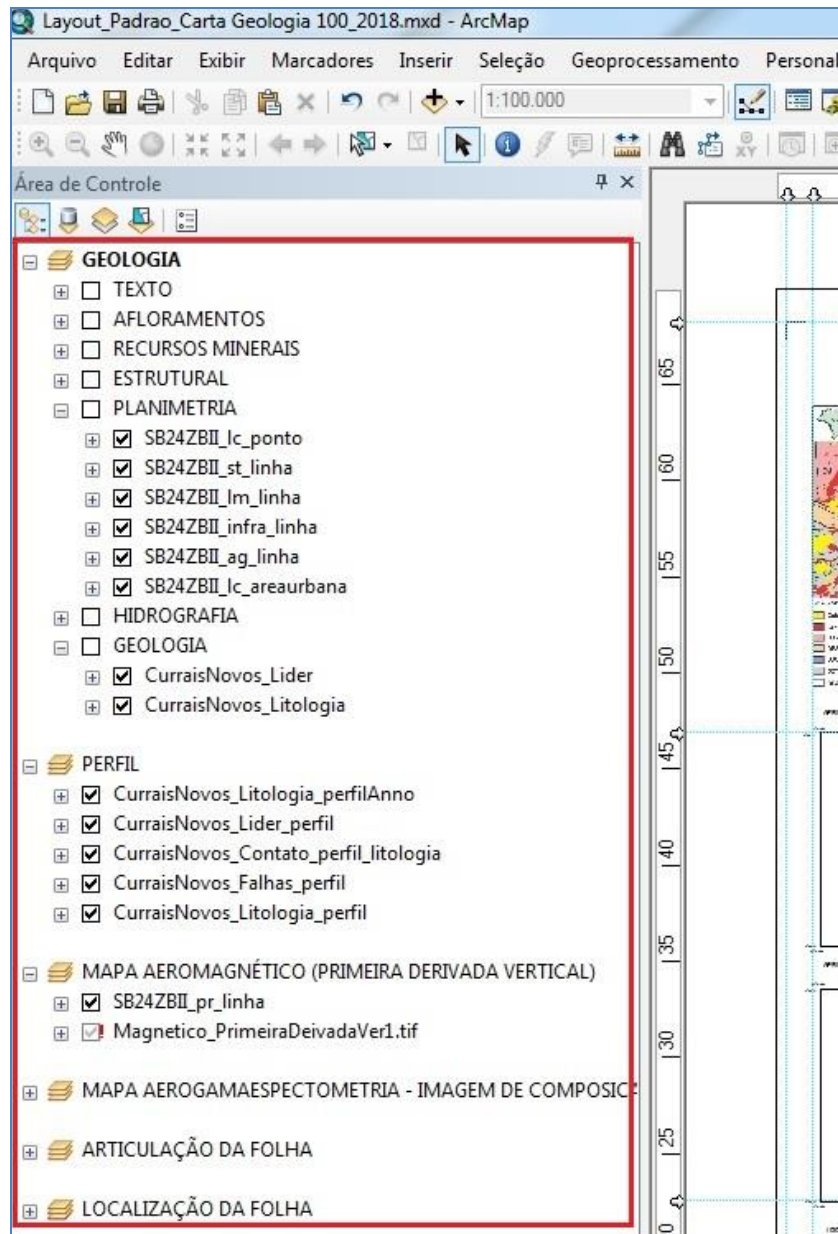 Layout_Padrao_Carta Geologia 100_2018.mxd - ArcMap
Arquivo Editar Exibir Marcadores Inserir Seleção Geoprocessamento Personal
1:100.000
Área de Controle
GEOLOGIA
TEXTO
AFLORAMENTOS
RECURSOS MINERAIS
ESTRUTURAL
PLANIMETRIA
SB24ZBII_lc_ponto
SB24ZBII_st_linha
SB24ZBII_lm_linha
SB24ZBII_infra_linha
SB24ZBII_ag_linha
SB24ZBII_lc_areaurbana
HIDROGRAFIA
GEOLOGIA
CurraisNovos_Lider
CurraisNovos_Litologia
PERFIL
CurraisNovos_Litologia_perfilAnno
CurraisNovos_Lider_perfil
CurraisNovos_Contato_perfil_litologia
CurraisNovos_Falhas_perfil
CurraisNovos_Litologia_perfil
MAPA AEROMAGNÉTICO (PRIMEIRA DERIVADA VERTICAL)
SB24ZBII_pr_linha
Magnetico_PrimeiraDeivadaVer1.tif
MAPA AEROGAMAESPECTOMETRIA - IMAGEM DE COMPOSIÇ
ARTICULAÇÃO DA FOLHA
LOCALIZAÇÃO DA FOLHA
65
60
55
50
45
40
35
30
25